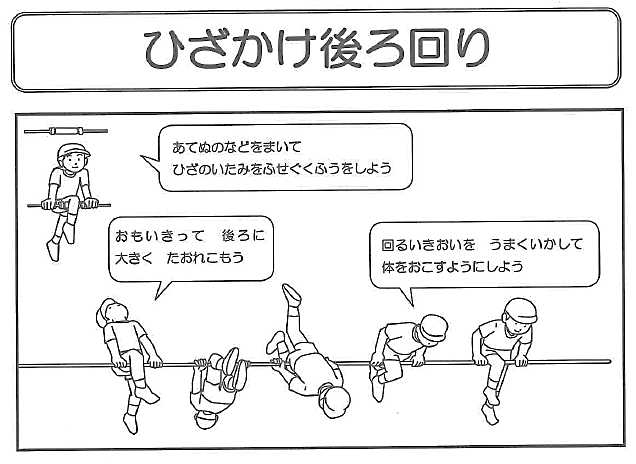 ひざかけ後ろ回り
あてぬのなどをまいて
ひざのいたみをふせぐくふうをしよう
おもいきって 後ろに
大きく たおれこもう
回るいきおいを うまくいかして
体をおこすようにしよう